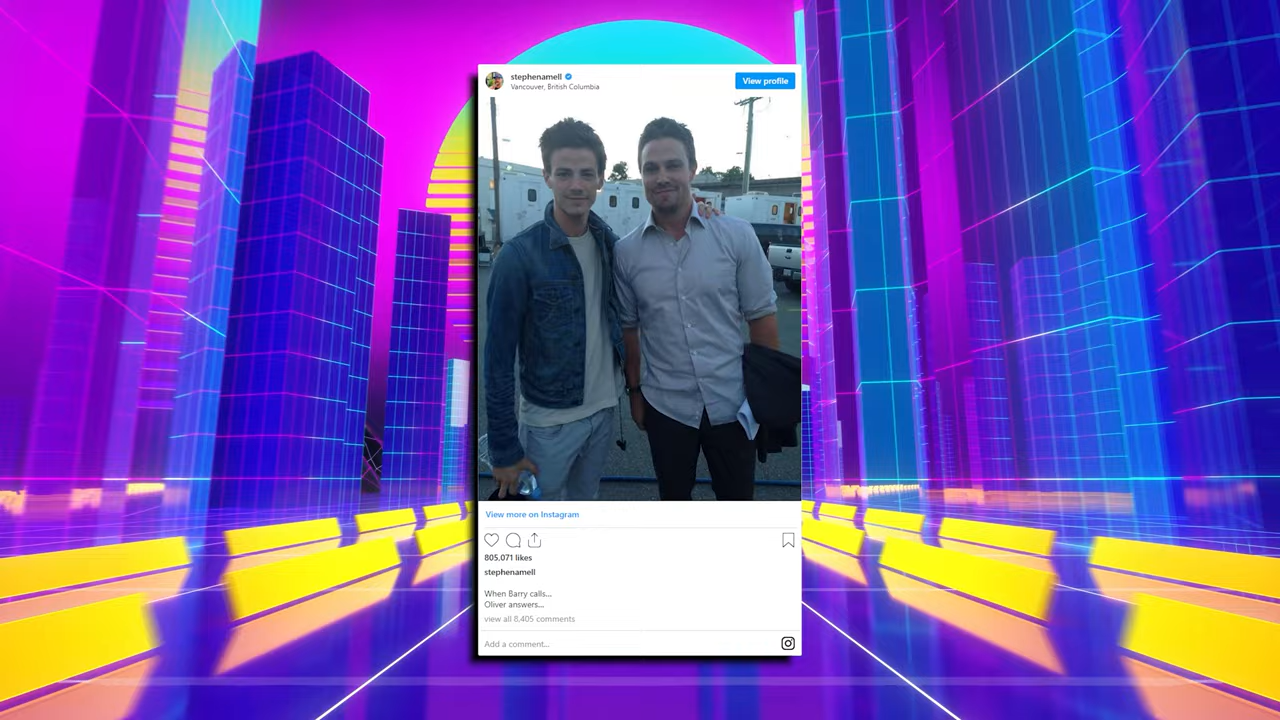 stephenamell
Vancouver, British Columbia
View profile
View more on Instagram
805,071 likes
stephenamell
When Barry calls...
Oliver answers...
view all 8,405 comments
Add a comment...